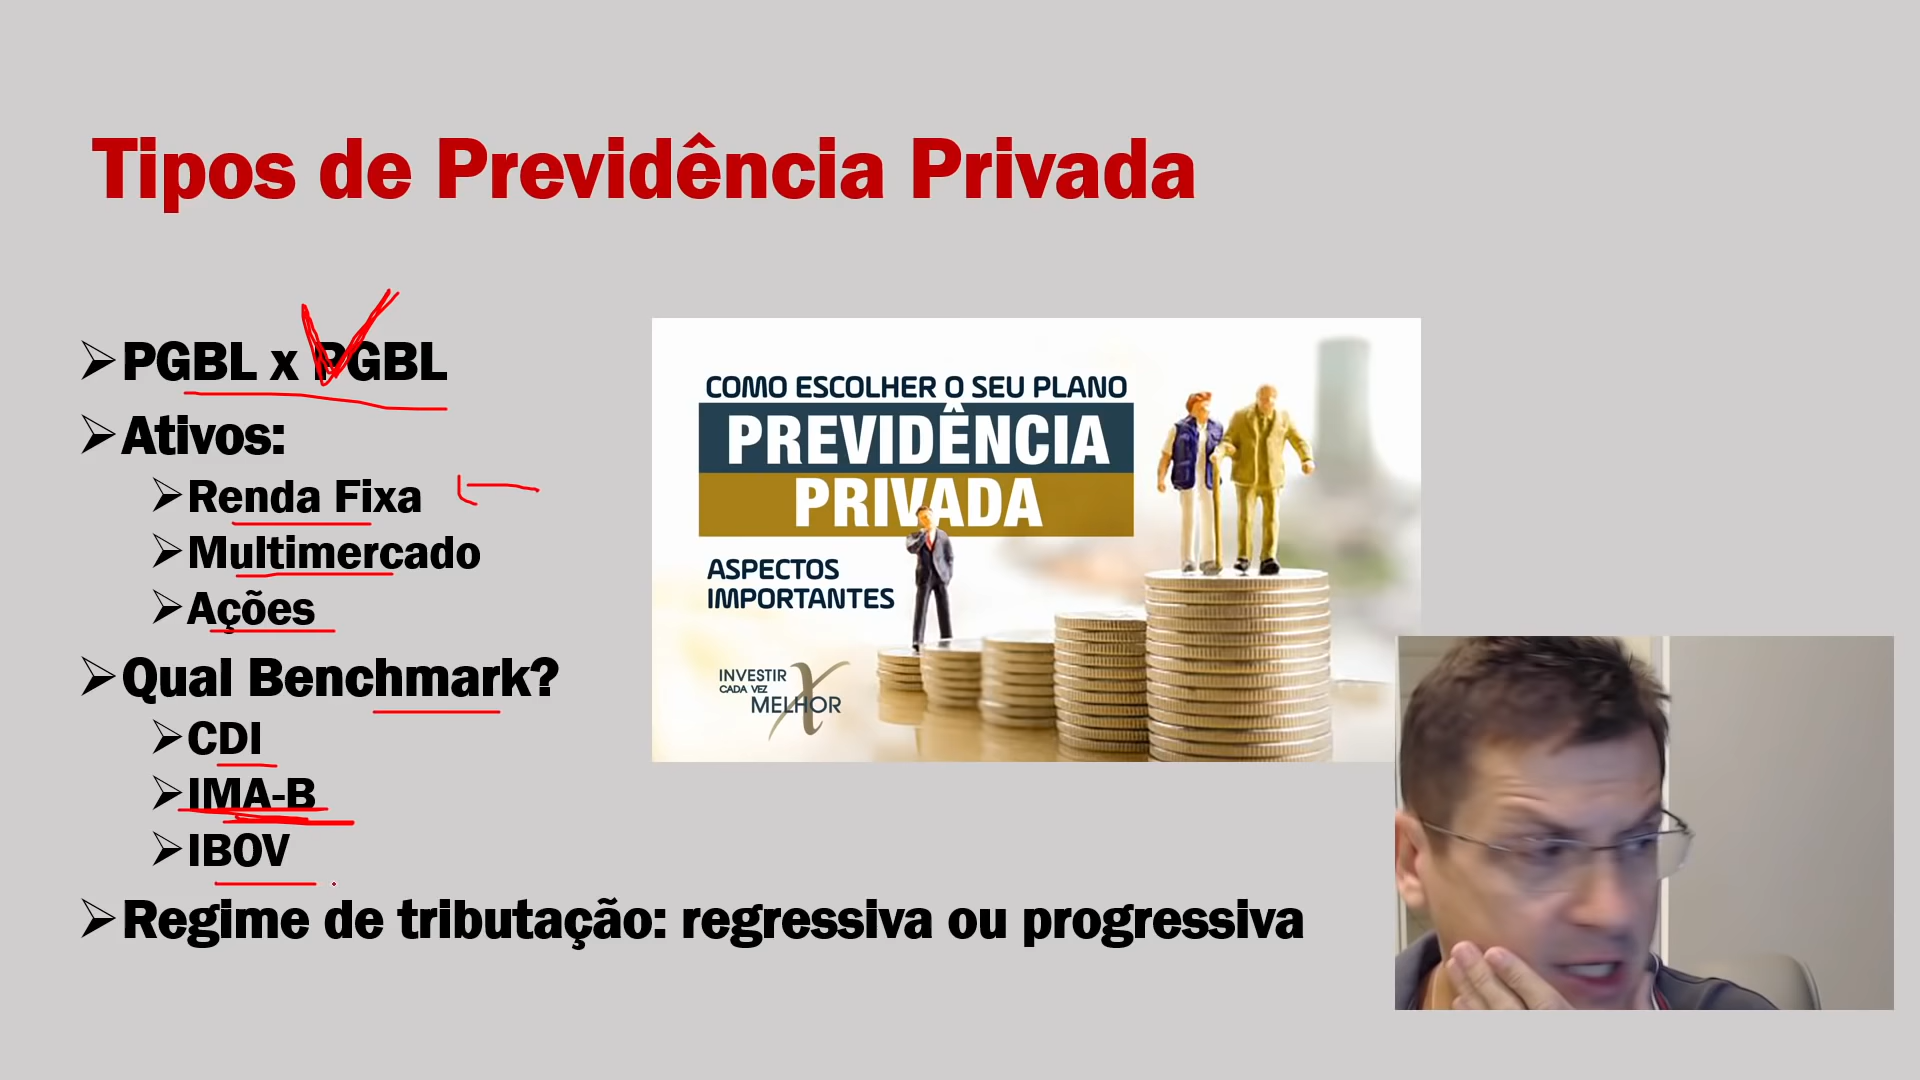 Tipos de Previdência Privada
PGBL x PGBL
V
Ativos:
Renda Fixa
Multimercado
Ações
Qual Benchmark?
CDI
IMA-B
IBOV
Regime de tributação: regressiva ou progressiva
COMO ESCOLHER O SEU PLANO
PREVIDÊNCIA
PRIVADA
ASPECTOS
IMPORTANTES
INVESTIR
CADA VEZ
MELHOR